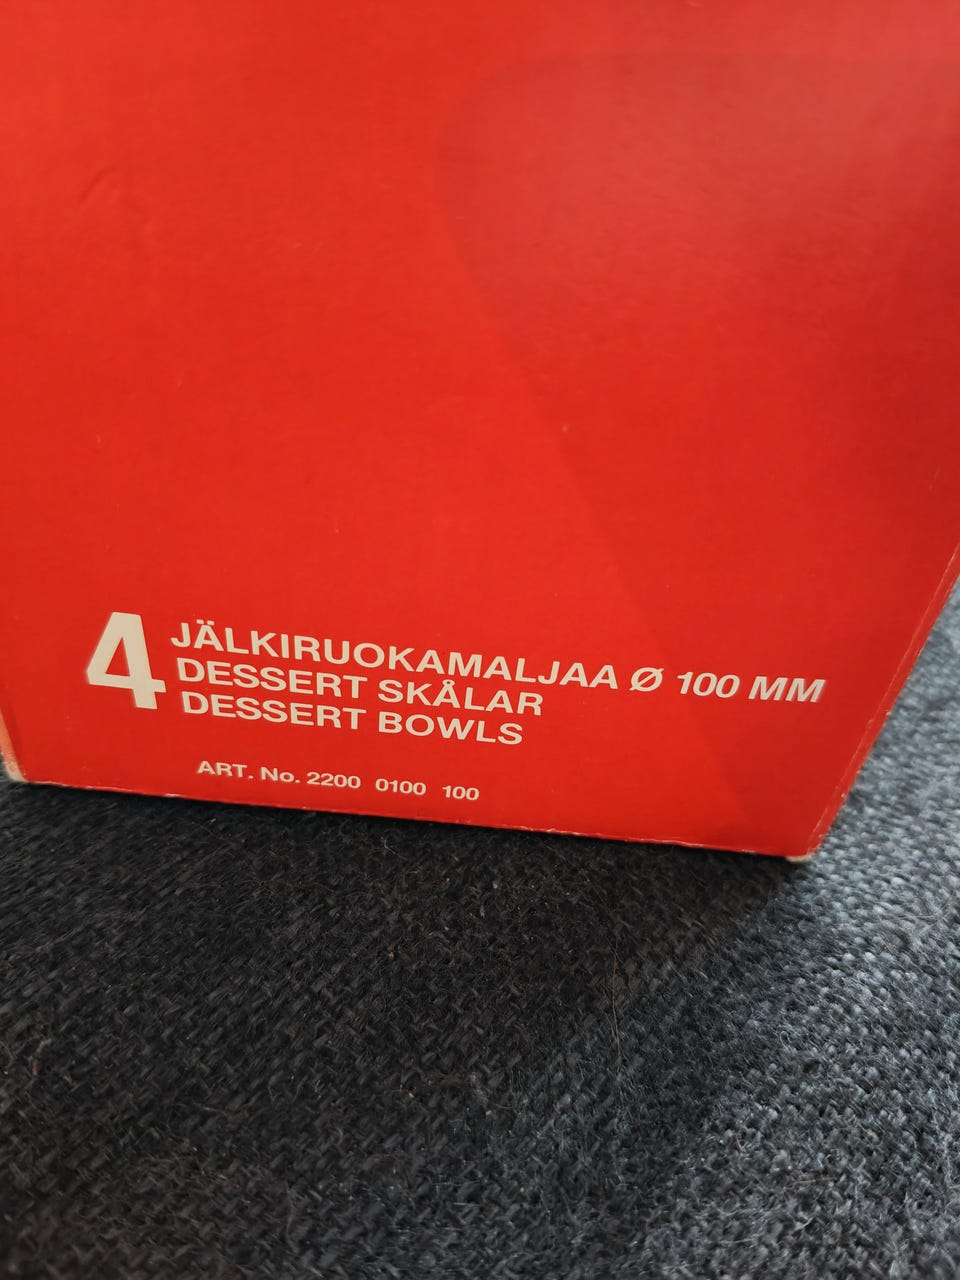 4 JÄLKIRUOKAMALJAA Ø 100 MM
DESSERT SKÅLAR
DESSERT BOWLS
ART. No. 2200 0100 100